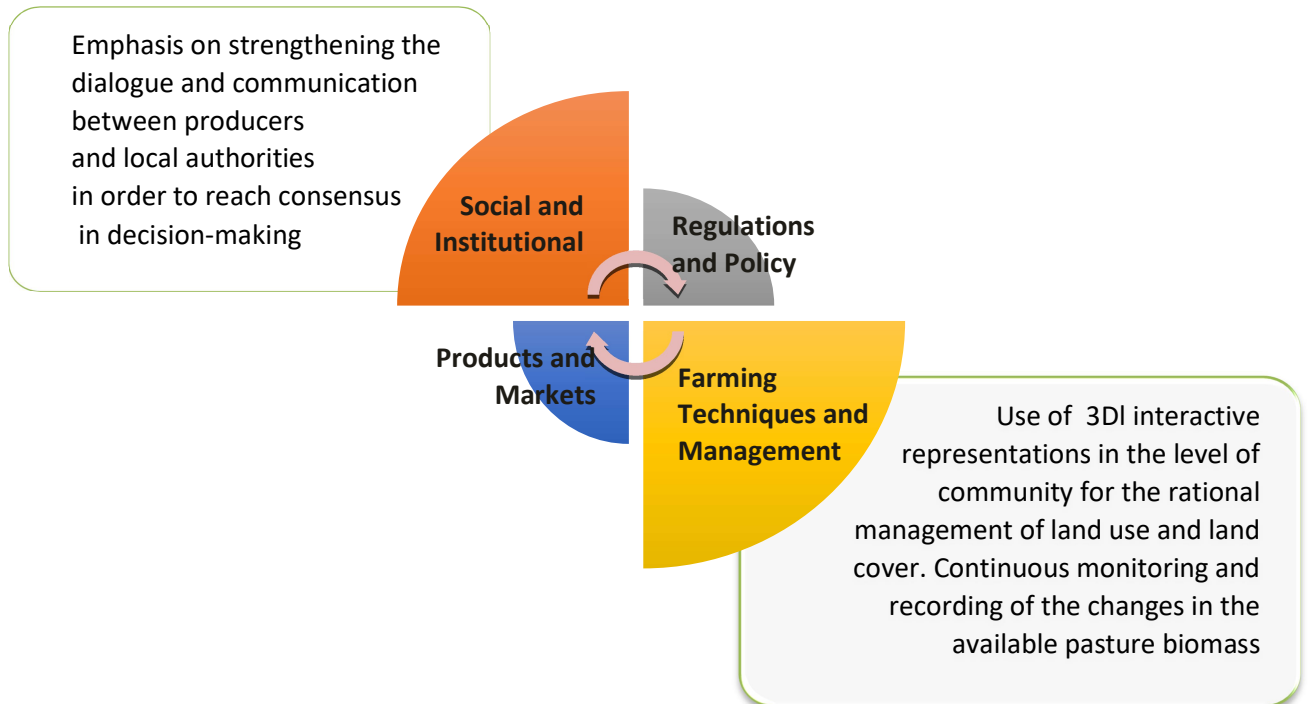 Emphasis on strengthening the
dialogue and communication
between producers
and local authorities
in order to reach consensus
in decision-making
Social and
Institutional
Regulations
and Policy
Products and
Markets
Farming
Techniques and
Management
Use of 3Dl interactive
representations in the level of
community for the rational
management of land use and land
cover. Continuous monitoring and
recording of the changes in the
available pasture biomass